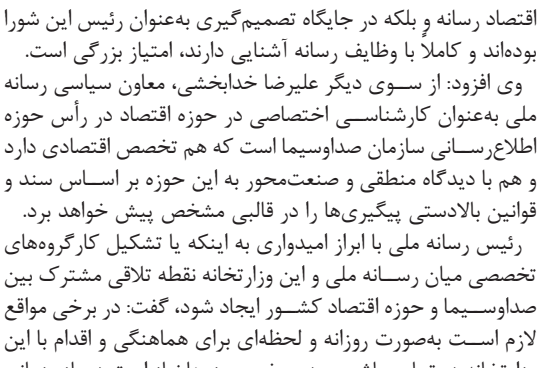 اقتصاد رسانه و بلکه در جایگاه تصمیم‌گیری به‌عنوان رئیس این شورا
بوده‌اند و کاملاً با وظایف رسانه آشنایی دارند، امتیاز بزرگی است.
وی افزود: از سـوی دیگر علیرضا خدابخشی، معاون سیاسی رسانه
ملی به‌عنوان کارشناسـی اختصاصی در حوزه اقتصاد در رأس حوزه
اطلاع‌رسـانی سازمان صداوسیما است که هم تخصص اقتصادی دارد
و هم با دیدگاه منطقی و صنعت‌محور به این حوزه بر اسـاس سند و
قوانین بالادستی پیگیری‌ها را در قالبی مشخص پیش خواهد برد.
رئیس رسانه ملی با ابراز امیدواری به اینکه با تشکیل کارگروه‌های
تخصصی میان رسـانه ملی و این وزارتخانه نقطه تلاقی مشترک بین
صداوسـیما و حوزه اقتصاد کشـور ایجاد شود، گفت: در برخی مواقع
لازم اسـت به‌صورت روزانه و لحظه‌ای برای هماهنگی و اقدام با این